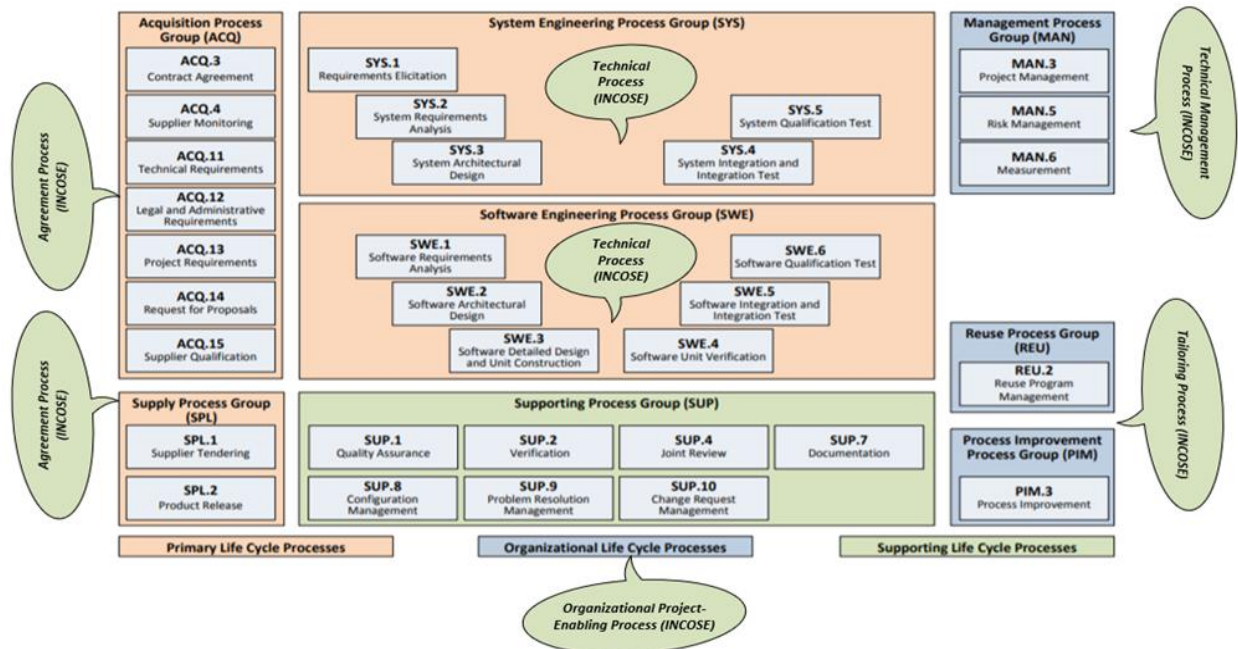 Acquisition Process
Group (ACQ)
ACQ.3
Contract Agreement
ACQ.4
Supplier Monitoring
ACQ.11
Technical Requirements
ACQ.12
Legal and Administrative
Requirements
ACQ.13
Project Requirements
ACQ.14
Request for Proposals
ACQ.15
Supplier Qualification
Agreement Process
(INCOSE)
System Engineering Process Group (SYS)
SYS.1
Requirements Elicitation
SYS.2
System Requirements
Analysis
SYS.3
System Architectural
Design
Technical
Process
(INCOSE)
SYS.5
System Qualification Test
SYS.4
System Integration and
Integration Test
Management Process
Group (MAN)
MAN.3
Project Management
MAN.5
Risk Management
MAN.6
Measurement
Technical Management
Process (INCOSE)
Software Engineering Process Group (SWE)
SWE.1
Software Requirements
Analysis
SWE.2
Software Architectural
Design
SWE.3
Software Detailed Design
and Unit Construction
Technical
Process
(INCOSE)
SWE.6
Software Qualification Test
SWE.5
Software Integration and
Integration Test
SWE.4
Software Unit Verification
Reuse Process Group
(REU)
REU.2
Reuse Program
Management
Tailoring Process (INCOSE)
Agreement Process
(INCOSE)
Supply Process Group
(SPL)
SPL.1
Supplier Tendering
SPL.2
Product Release
Supporting Process Group (SUP)
SUP.1
Quality Assurance
SUP.2
Verification
SUP.4
Joint Review
SUP.7
Documentation
SUP.8
Configuration
Management
SUP.9
Problem Resolution
Management
SUP.10
Change Request
Management
Process Improvement
Process Group (PIM)
PIM.3
Process Improvement
Primary Life Cycle Processes
Organizational Life Cycle Processes
Supporting Life Cycle Processes
Organizational Project-
Enabling Process (INCOSE)